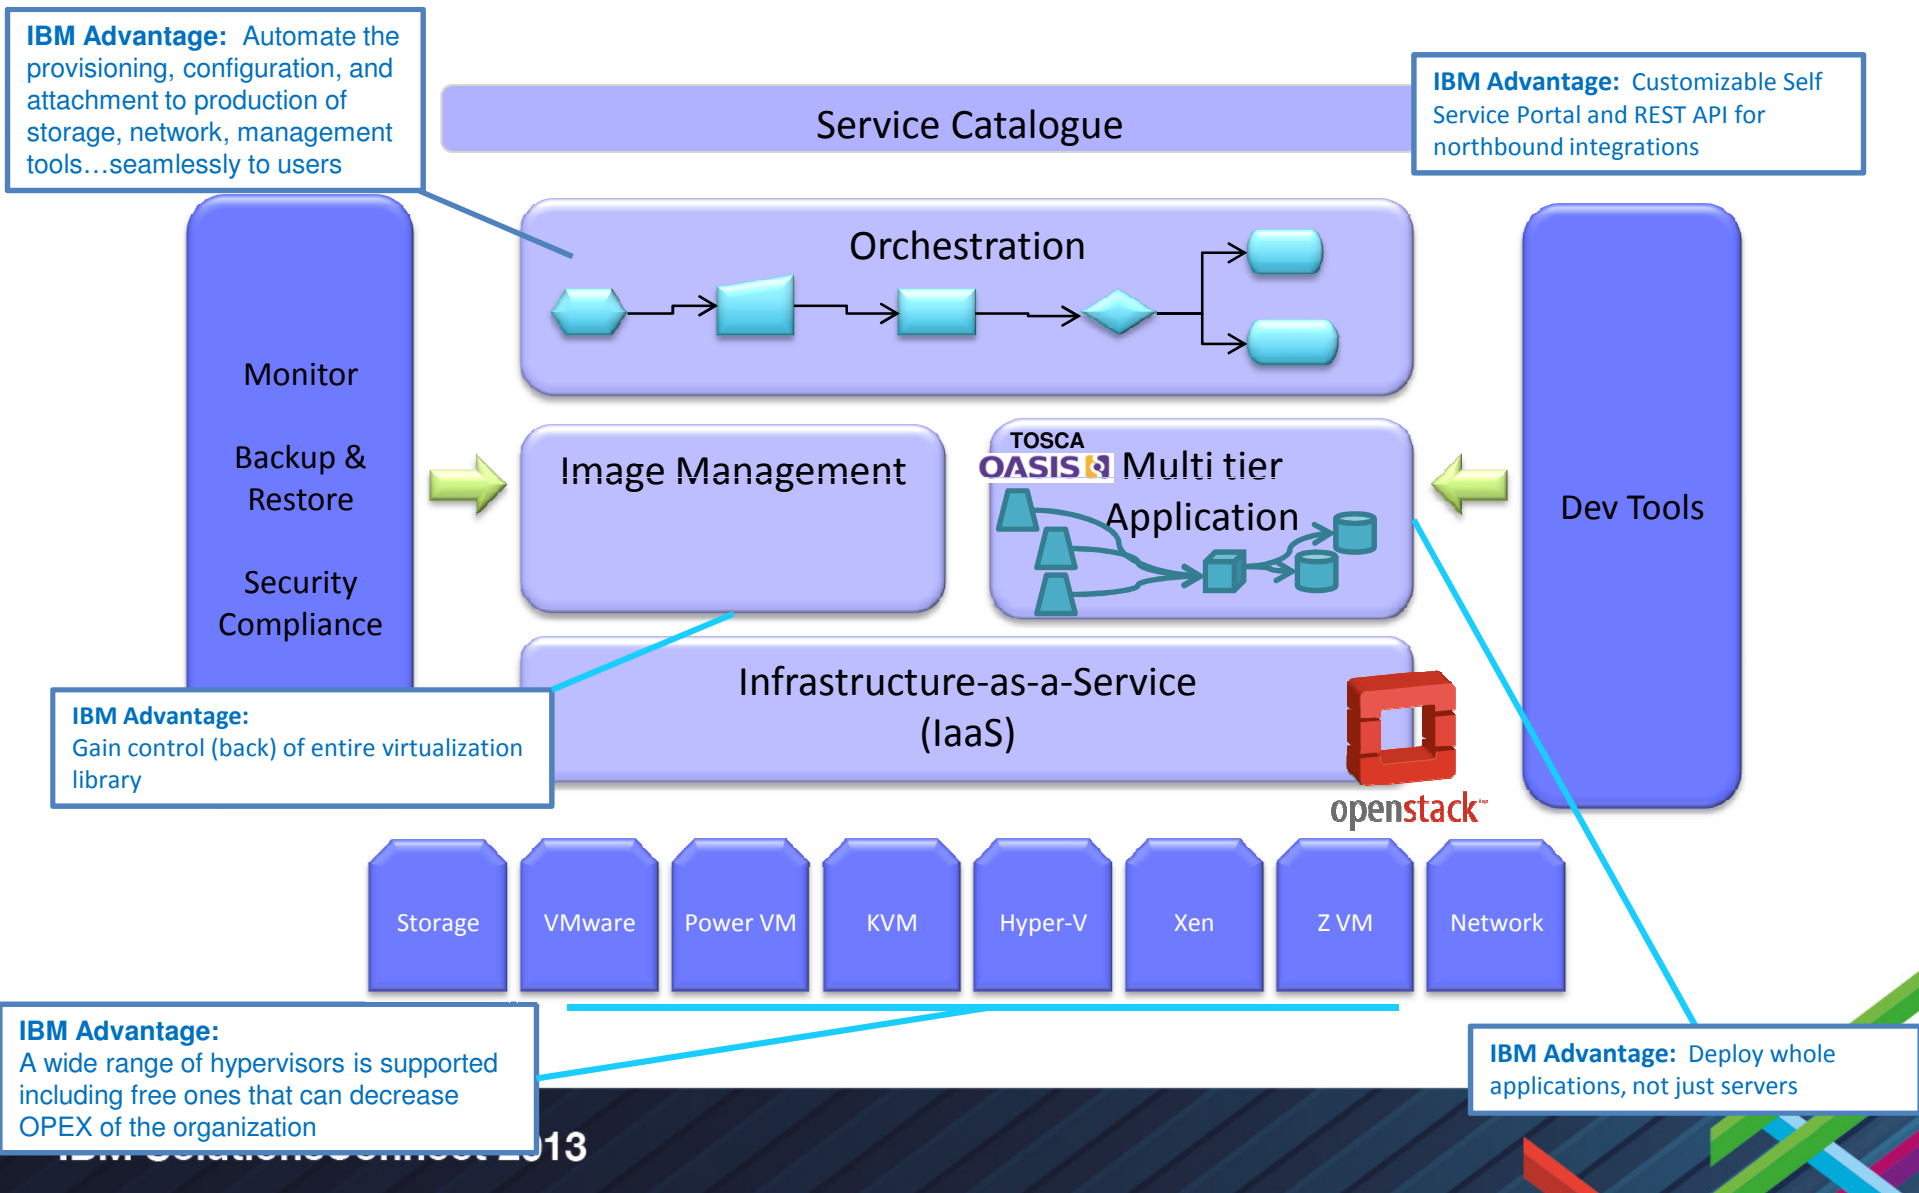 IBM Advantage: Automate the
provisioning, configuration, and
attachment to production of
storage, network, management
tools…seamlessly to users
Service Catalogue
IBM Advantage: Customizable Self
Service Portal and REST API for
northbound integrations
Orchestration
Monitor
Backup &
Restore
Security
Compliance
Image Management
TOSCA
OASIS
Multi tier
Application
Dev Tools
Infrastructure-as-a-Service
(IaaS)
openstack™
IBM Advantage:
Gain control (back) of entire virtualization
library
Storage
VMware
Power VM
KVM
Hyper-V
Xen
Z VM
Network
IBM Advantage:
A wide range of hypervisors is supported
including free ones that can decrease
OPEX of the organization
IBM Advantage: Deploy whole
applications, not just servers
IBM SolutionsConnect 2013